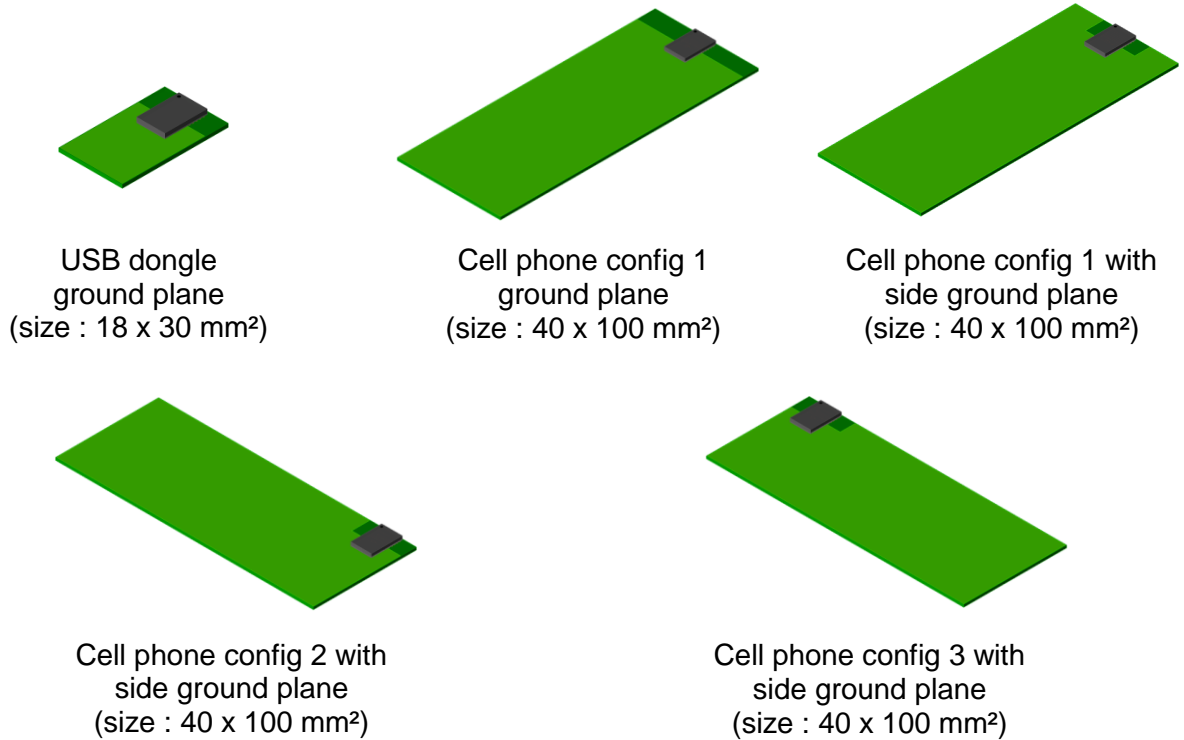 USB dongle
ground plane
(size : 18 x 30 mm²)
Cell phone config 1
ground plane
(size : 40 x 100 mm²)
Cell phone config 1 with
side ground plane
(size : 40 x 100 mm²)
Cell phone config 2 with
side ground plane
(size : 40 x 100 mm²)
Cell phone config 3 with
side ground plane
(size : 40 x 100 mm²)